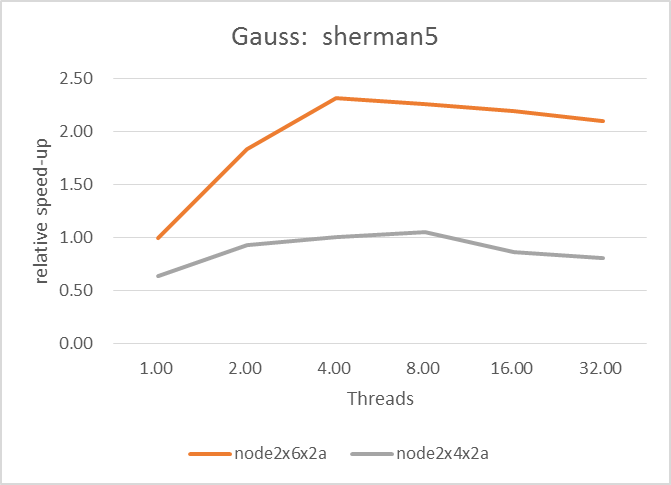 Gauss:  sherman5
2.50
2.00
1.50
1.00
0.50
0.00
relative speed-up
1.00 2.00 4.00 8.00 16.00 32.00
Threads
node2x6x2a node2x4x2a